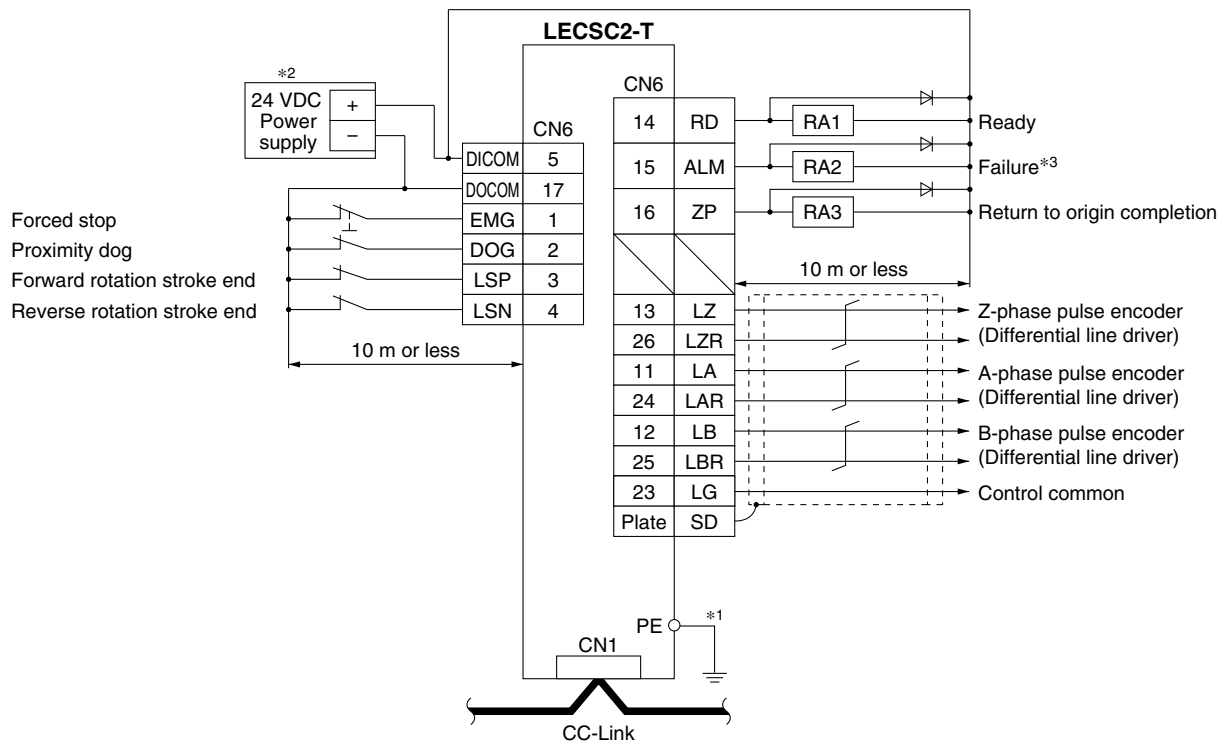 LECSC2-T
*2
24 VDC
Power
supply
+
−
CN6
DICOM 5
DOCOM 17
EMG 1
DOG 2
LSP 3
LSN 4
Forced stop
Proximity dog
Forward rotation stroke end
Reverse rotation stroke end
10 m or less
CN6
14 RD RA1 Ready
15 ALM RA2 Failure*3
16 ZP RA3 Return to origin completion
10 m or less
13 LZ Z-phase pulse encoder
26 LZR (Differential line driver)
11 LA A-phase pulse encoder
24 LAR (Differential line driver)
12 LB B-phase pulse encoder
25 LBR (Differential line driver)
23 LG Control common
Plate SD
PE *1
CN1
CC-Link